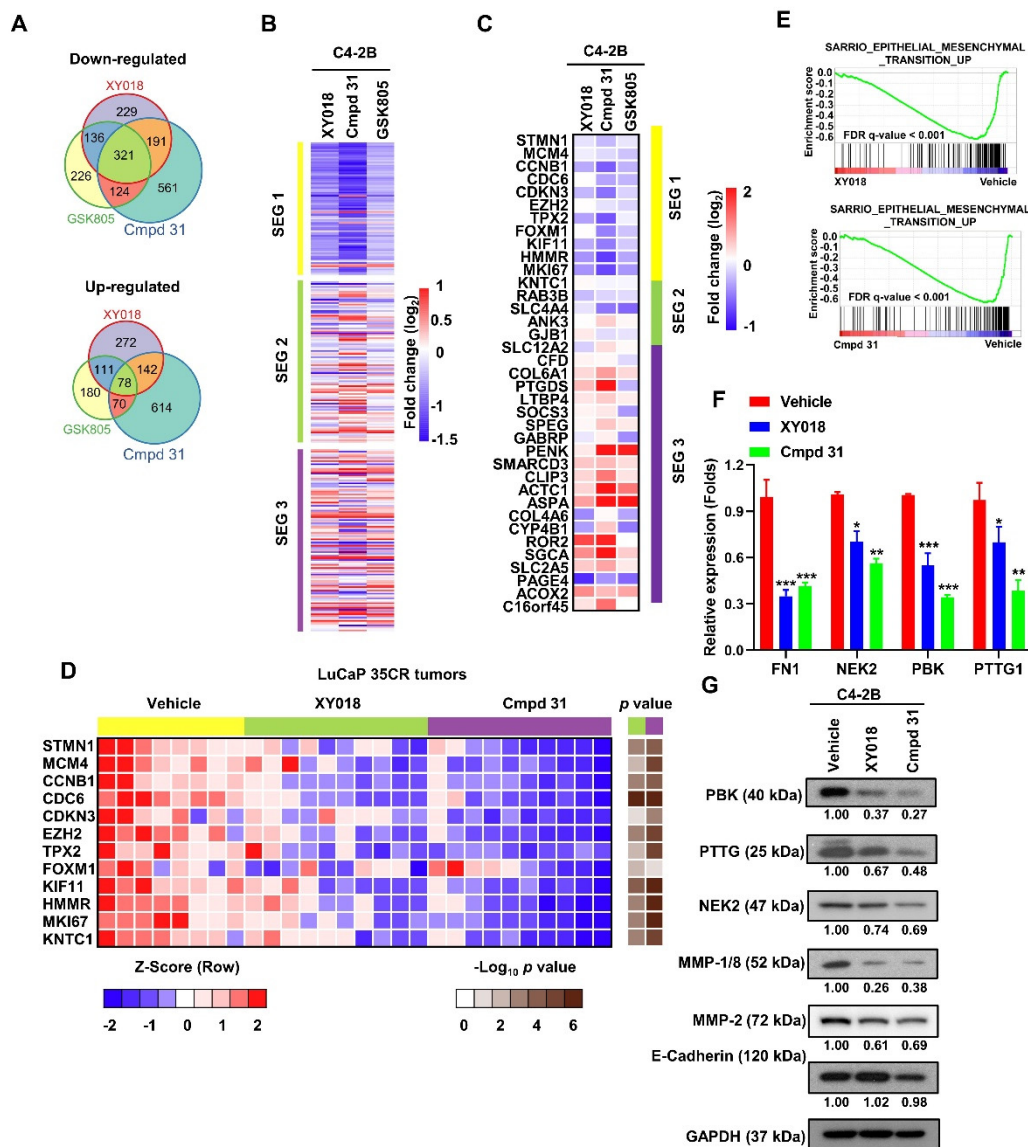 A
Down-regulated
XY018
229
136
191
321
226
124
561
GSK805
Cmpd 31
Up-regulated
XY018
272
111
142
78
180
70
614
GSK805
Cmpd 31
B
C4-2B
XY018
Cmpd 31
GSK805
SEG 1
SEG 2
SEG 3
1
0.5
0
-1
-1.5
Fold change (log2)
C
C4-2B
XY018
Cmpd 31
GSK805
STMN1
MCM4
CCNB1
CDC6
CDKN3
EZH2
TPX2
FOXM1
KIF11
HMMR
MKI67
KNTC1
RAB3B
SLC4A4
ANK3
GJB1
SLC12A2
CFD
COL6A1
PTGDS
LTBP4
SOCS3
SPEG
GABRP
PENK
SMARCD3
CLIP3
ACTC1
ASPA
COL4A6
CYP4B1
ROR2
SGCA
SLC2A5
PAGE4
ACOX2
C16orf45
SEG 1
SEG 2
SEG 3
2
1
0
-1
Fold change (log2)
D
LuCaP 35CR tumors
Vehicle XY018 Cmpd 31 p value
STMN1
MCM4
CCNB1
CDC6
CDKN3
EZH2
TPX2
FOXM1
KIF11
HMMR
MKI67
KNTC1
Z-Score (Row)
-2 -1 0 1 2
-Log10 p value
0 2 4 6
E
SARRIO_EPITHELIAL_MESENCHYMAL
_TRANSITION_UP
Enrichment score
0.0
-0.1
-0.2
-0.3
-0.4
-0.5
-0.6
FDR q-value < 0.001
XY018 Vehicle
SARRIO_EPITHELIAL_MESENCHYMAL
_TRANSITION_UP
Enrichment score
0.0
-0.1
-0.2
-0.3
-0.4
-0.5
-0.6
FDR q-value < 0.001
Cmpd 31 Vehicle
F
Vehicle
XY018
Cmpd 31
Relative expression (Folds)
1.2
0.9
0.6
0.3
0.0
*** ***
* **
*** ***
* **
FN1 NEK2 PBK PTTG1
G
C4-2B
Vehicle
XY018
Cmpd 31
PBK (40 kDa)
1.00 0.37 0.27
PTTG (25 kDa)
1.00 0.67 0.48
NEK2 (47 kDa)
1.00 0.74 0.69
MMP-1/8 (52 kDa)
1.00 0.26 0.38
MMP-2 (72 kDa)
1.00 0.61 0.69
E-Cadherin (120 kDa)
1.00 1.02 0.98
GAPDH (37 kDa)